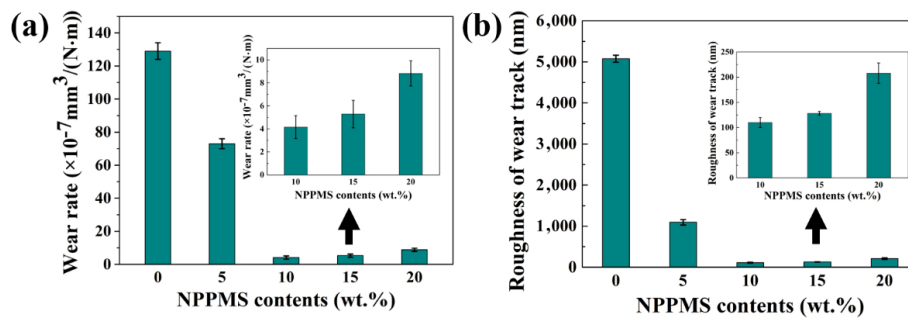 (a)
Wear rate (×10⁻⁷mm³/(N·m))
140
120
100
80
60
40
20
0
0 5 10 15 20
NPPMS contents (wt.%)
Wear rate (×10⁻⁷mm³/(N·m))
10
8
6
4
2
0
10 15 20
NPPMS contents (wt.%)
(b)
Roughness of wear track (nm)
6,000
5,000
4,000
3,000
2,000
1,000
0
0 5 10 15 20
NPPMS contents (wt.%)
Roughness of wear track (nm)
250
200
150
100
50
0
10 15 20
NPPMS contents (wt.%)